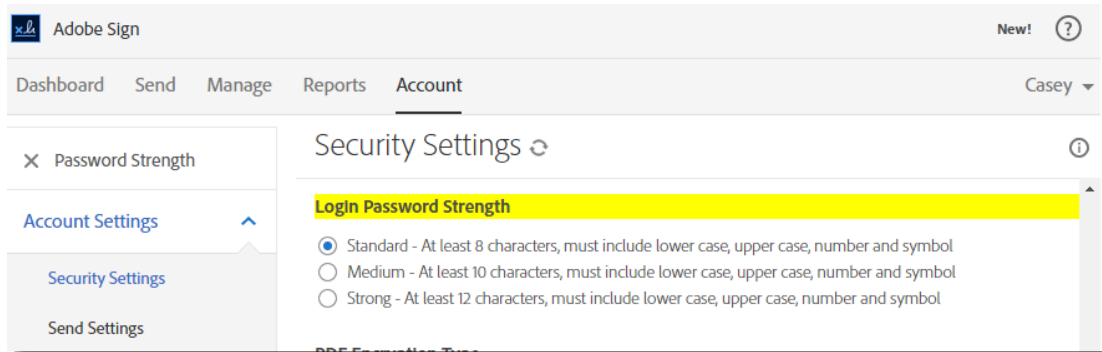 Adobe Sign
New!
Dashboard Send Manage Reports Account
Casey
Password Strength
Security Settings
Login Password Strength
Account Settings
Standard - At least 8 characters, must include lower case, upper case, number and symbol
Medium - At least 10 characters, must include lower case, upper case, number and symbol
Security Settings
Strong - At least 12 characters, must include lower case, upper case, number and symbol
Send Settings
PDF Encryption Type